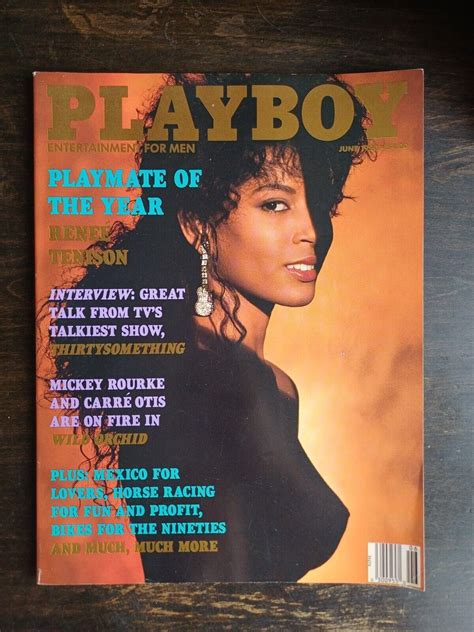 PLAYBOY
ENTERTAINMENT FOR MEN
JUNE
PLAYMATE OF
THE YEAR
RENEE
TENISON
INTERVIEW: GREAT
TALK FROM TV'S
TALKIEST SHOW,
THIRTYSOMETHING
MICKEY ROURKE
AND CARRÉ OTIS
ARE ON FIRE IN
WILD ORCHID
PLUS: MEXICO FOR
LOVERS, HORSE RACING
FOR FUN AND PROFIT,
BIKES FOR THE NINETIES
AND MUCH, MUCH MORE